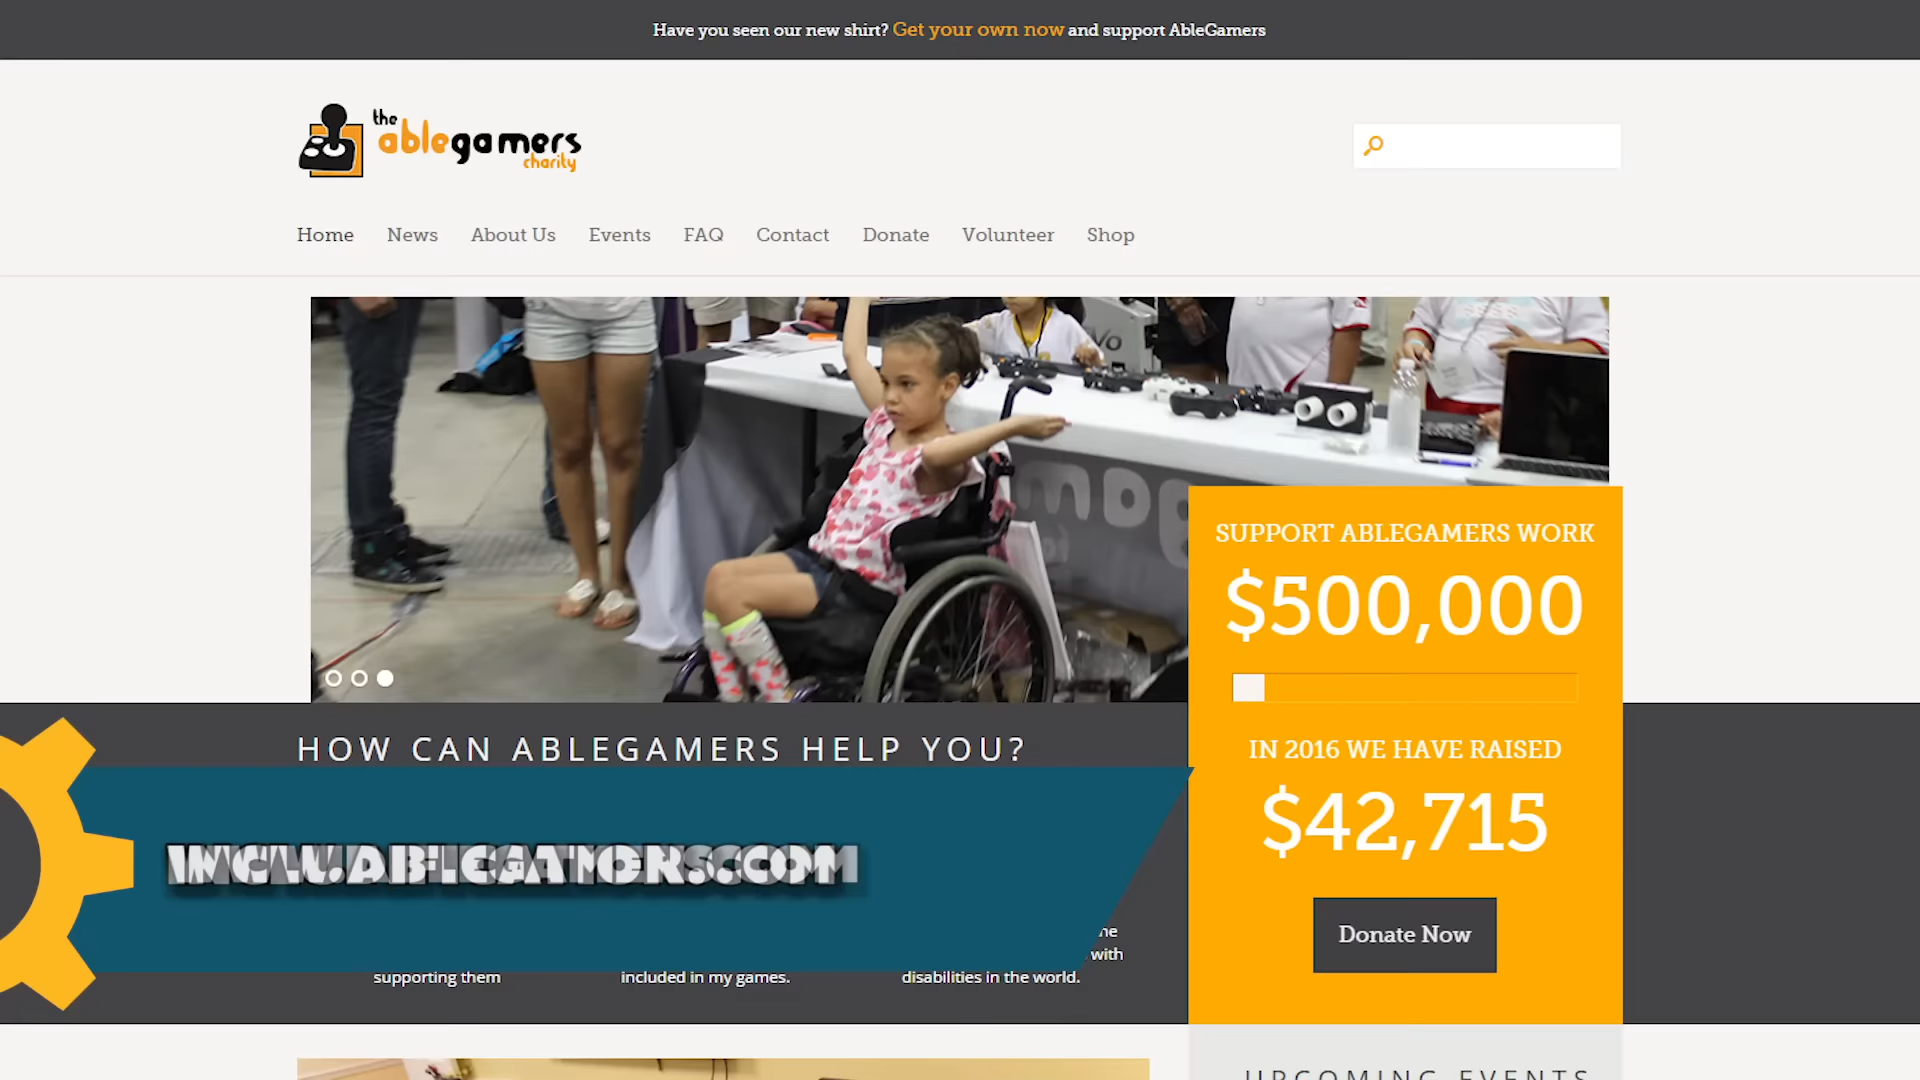 Have you seen our new shirt? Get your own now and support AbleGamers
the
ablegamers
charity
Home News About Us Events FAQ Contact Donate Volunteer Shop
SUPPORT ABLEGAMERS WORK
$500,000
IN 2016 WE HAVE RAISED
$42,715
Donate Now
HOW CAN ABLEGAMERS HELP YOU?
with
supporting them
included in my games.
disabilities in the world.
UPCOMING EVENTS